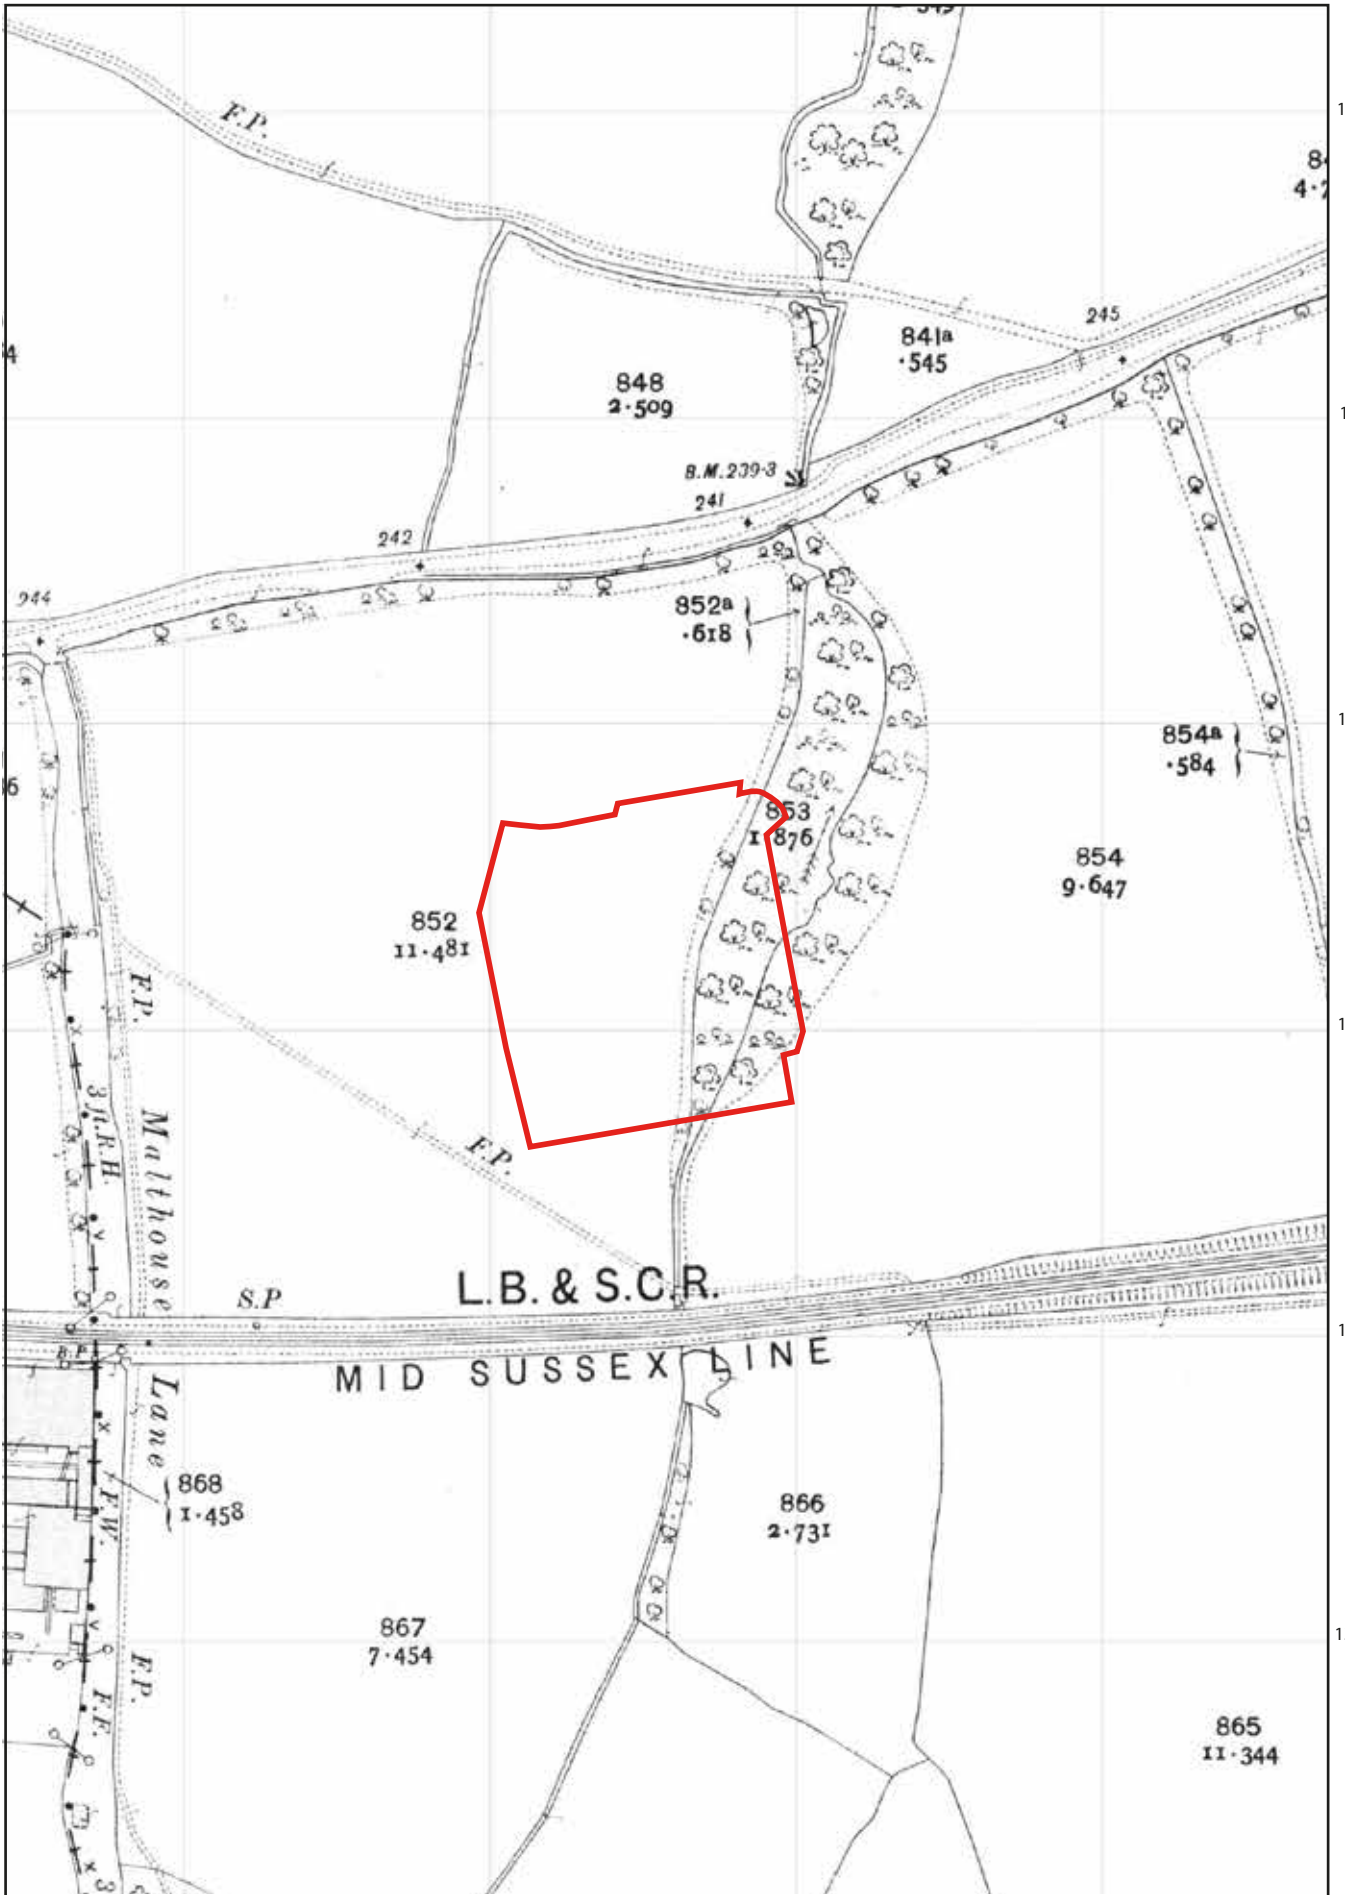 F.P.
245
841a
·545
848
2·509
B.M.239·3
241
242
852a
·618
854a
·584
853
1·876
854
9·647
852
11·481
F.P.
3ft.R.H.
Malthouse
F.P.
L.B. & S.C.R.
S.P
MID SUSSEX LINE
Lane
868
1·458
F.W.
866
2·731
867
7·454
F.P.
F.F.
865
11·344
3